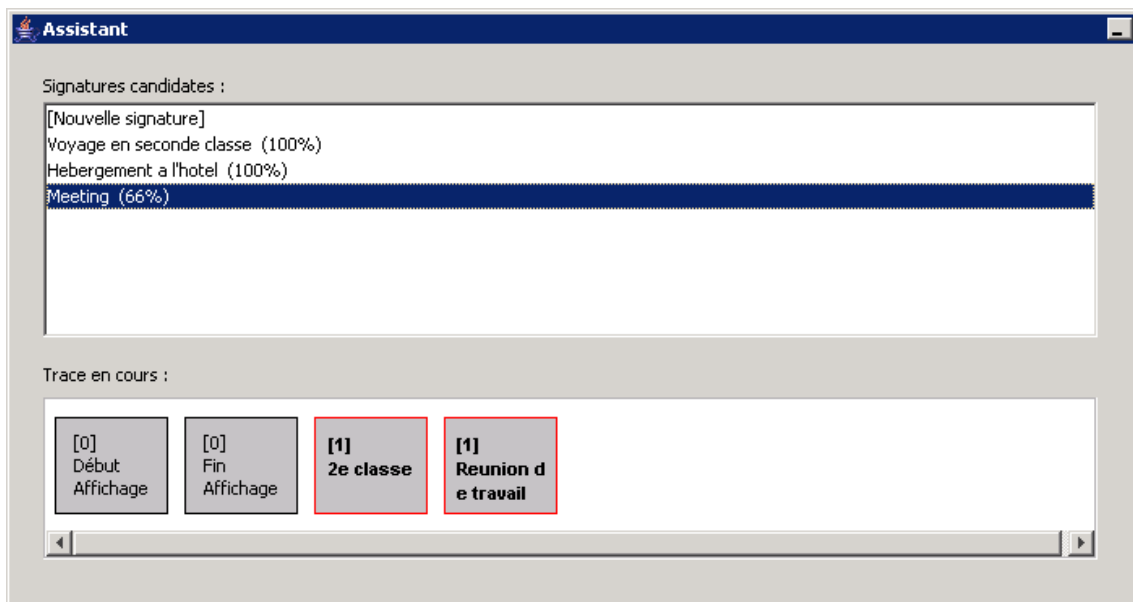 Assistant
Signatures candidates :
[Nouvelle signature]
Voyage en seconde classe (100%)
Hebergement a l'hotel (100%)
Meeting (66%)
Trace en cours :
[0]
Début
Affichage
[0]
Fin
Affichage
[1]
2e classe
[1]
Reunion d
e travail